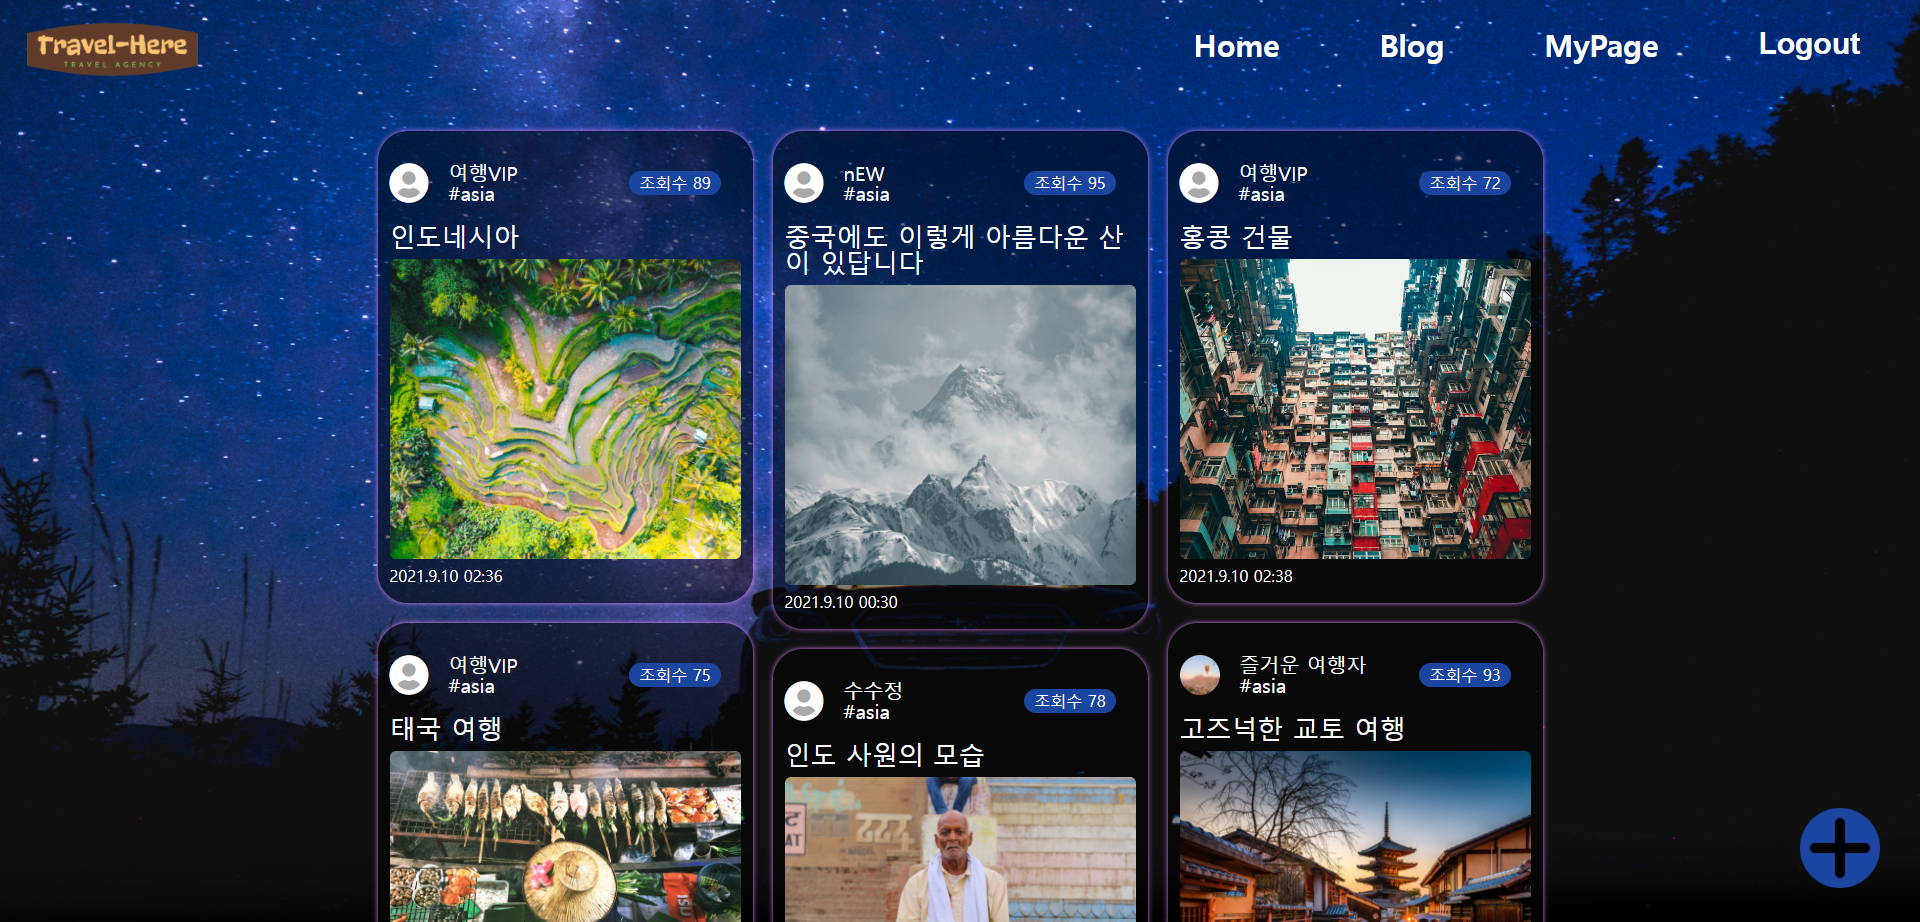 Travel-Here
TRAVEL AGENCY
Home
Blog
MyPage
Logout
여행VIP
#asia
조회수 89
인도네시아
2021.9.10 02:36
nEW
#asia
조회수 95
중국에도 이렇게 아름다운 산
이 있답니다
2021.9.10 00:30
여행VIP
#asia
조회수 72
홍콩 건물
2021.9.10 02:38
여행VIP
#asia
조회수 75
태국 여행
수수정
#asia
조회수 78
인도 사원의 모습
즐거운 여행자
#asia
조회수 93
고즈넉한 교토 여행